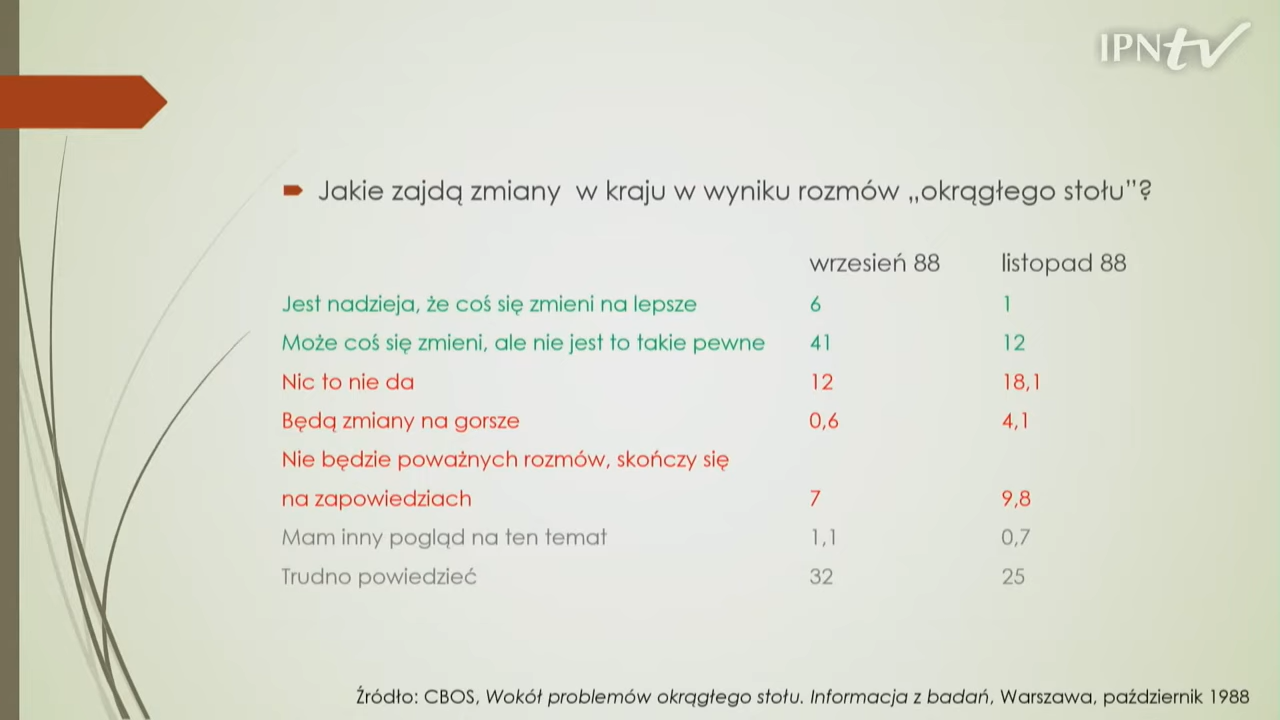 IPNtv
Jakie zajdą zmiany w kraju w wyniku rozmów „okrągłego stołu”?
wrzesień 88 listopad 88
Jest nadzieja, że coś się zmieni na lepsze 6 1
Może coś się zmieni, ale nie jest to takie pewne 41 12
Nic to nie da 12 18,1
Będą zmiany na gorsze 0,6 4,1
Nie będzie poważnych rozmów, skończy się
na zapowiedziach 7 9,8
Mam inny pogląd na ten temat 1,1 0,7
Trudno powiedzieć 32 25
Źródło: CBOS, Wokół problemów okrągłego stołu. Informacja z badań, Warszawa, październik 1988